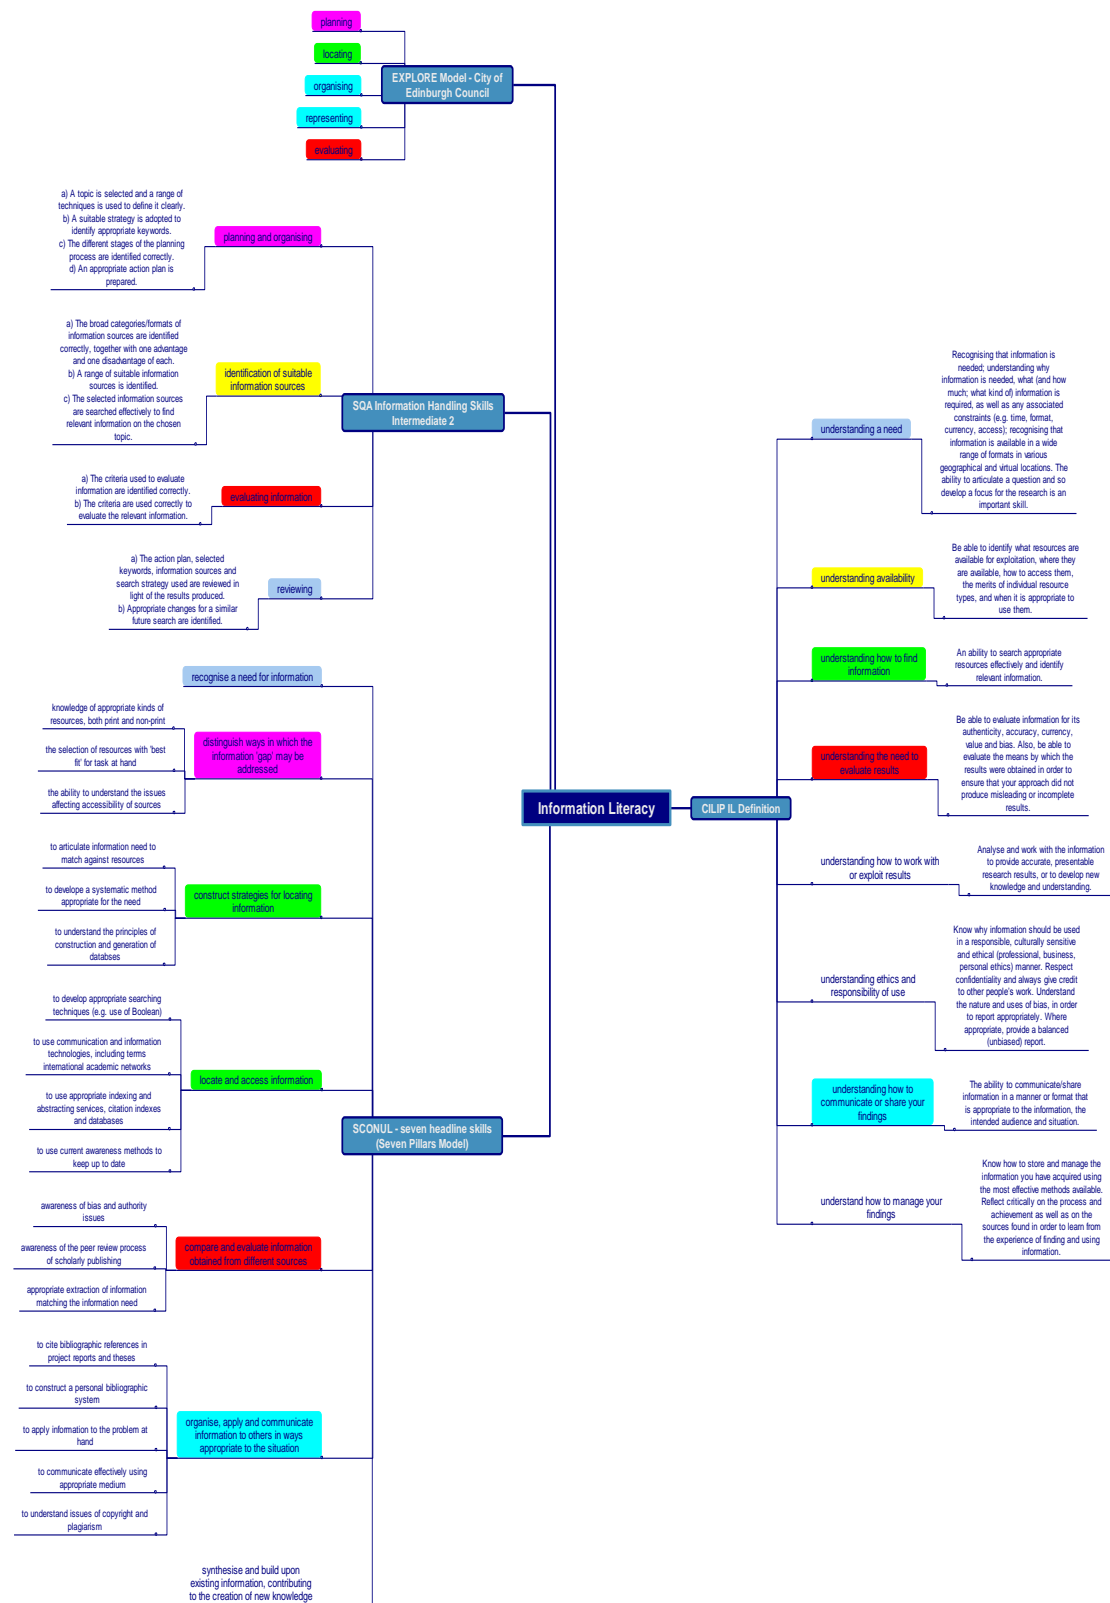 planning
locating
organising
representing
evaluating
EXPLORE Model - City of
Edinburgh Council
a) A topic is selected and a range of
techniques is used to define it clearly.
b) A suitable strategy is adopted to
identify appropriate keywords.
c) The different stages of the planning
process are identified correctly.
d) An appropriate action plan is
prepared.
planning and organising
a) The broad categories/formats of
information sources are identified
correctly, together with one advantage
and one disadvantage of each.
b) A range of suitable information
sources is identified.
c) The selected information sources
are searched effectively to find
relevant information on the chosen
topic.
identification of suitable
information sources
a) The criteria used to evaluate
information are identified correctly.
b) The criteria are used correctly to
evaluate the relevant information.
evaluating information
a) The action plan, selected
keywords, information sources and
search strategy used are reviewed in
light of the results produced.
b) Appropriate changes for a similar
future search are identified.
reviewing
SQA Information Handling Skills
Intermediate 2
recognise a need for information
knowledge of appropriate kinds of
resources, both print and non-print
the selection of resources with 'best
fit' for task at hand
the ability to understand the issues
affecting accessibility of sources
distinguish ways in which the
information 'gap' may be
addressed
to articulate information need to
match against resources
to develope a systematic method
appropriate for the need
to understand the principles of
construction and generation of
databses
construct strategies for locating
information
to develop appropriate searching
techniques (e.g. use of Boolean)
to use communication and information
technologies, including terms
international academic networks
to use appropriate indexing and
abstracting services, citation indexes
and databases
to use current awareness methods to
keep up to date
locate and access information
awareness of bias and authority
issues
awareness of the peer review process
of scholarly publishing
appropriate extraction of information
matching the information need
compare and evaluate information
obtained from different sources
to cite bibliographic references in
project reports and theses
to construct a personal bibliographic
system
to apply information to the problem at
hand
to communicate effectively using
appropriate medium
to understand issues of copyright and
plagiarism
organise, apply and communicate
information to others in ways
appropriate to the situation
synthesise and build upon
existing information, contributing
to the creation of new knowledge
SCONUL - seven headline skills
(Seven Pillars Model)
Information Literacy
CILIP IL Definition
understanding a need
Recognising that information is
needed; understanding why
information is needed, what (and how
much; what kind of) information is
required, as well as any associated
constraints (e.g. time, format,
currency, access); recognising that
information is available in a wide
range of formats in various
geographical and virtual locations. The
ability to articulate a question and so
develop a focus for the research is an
important skill.
understanding availability
Be able to identify what resources are
available for exploitation, where they
are available, how to access them,
the merits of individual resource
types, and when it is appropriate to
use them.
understanding how to find
information
An ability to search appropriate
resources effectively and identify
relevant information.
understanding the need to
evaluate results
Be able to evaluate information for its
authenticity, accuracy, currency,
value and bias. Also, be able to
evaluate the means by which the
results were obtained in order to
ensure that your approach did not
produce misleading or incomplete
results.
understanding how to work with
or exploit results
Analyse and work with the information
to provide accurate, presentable
research results, or to develop new
knowledge and understanding.
understanding ethics and
responsibility of use
Know why information should be used
in a responsible, culturally sensitive
and ethical (professional, business,
personal ethics) manner. Respect
confidentiality and always give credit
to other people's work. Understand
the nature and uses of bias, in order
to report appropriately. Where
appropriate, provide a balanced
(unbiased) report.
understanding how to
communicate or share your
findings
The ability to communicate/share
information in a manner or format that
is appropriate to the information, the
intended audience and situation.
understand how to manage your
findings
Know how to store and manage the
information you have acquired using
the most effective methods available.
Reflect critically on the process and
achievement as well as on the
sources found in order to learn from
the experience of finding and using
information.